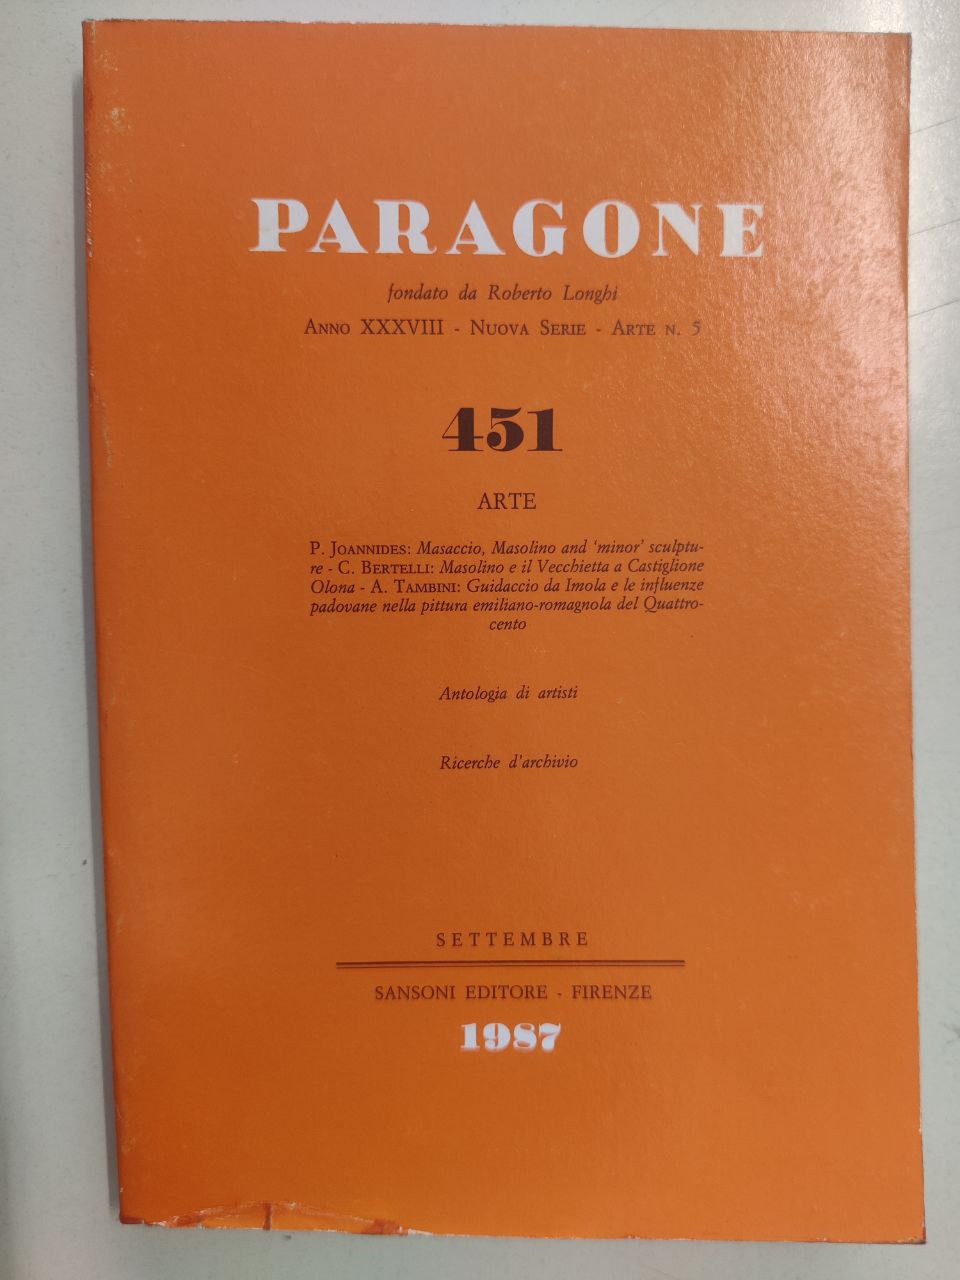 PARAGONE
fondato da Roberto Longhi
ANNO XXXVIII - NUOVA SERIE - ARTE N. 5
451
ARTE
P. JOANNIDES: Masaccio, Masolino and 'minor' sculptu-
re - C. BERTELLI: Masolino e il Vecchietta a Castiglione
Olona - A. TAMBINI: Guidaccio da Imola e le influenze
padovane nella pittura emiliano-romagnola del Quattro-
cento
Antologia di artisti
Ricerche d'archivio
SETTEMBRE
SANSONI EDITORE - FIRENZE
1987